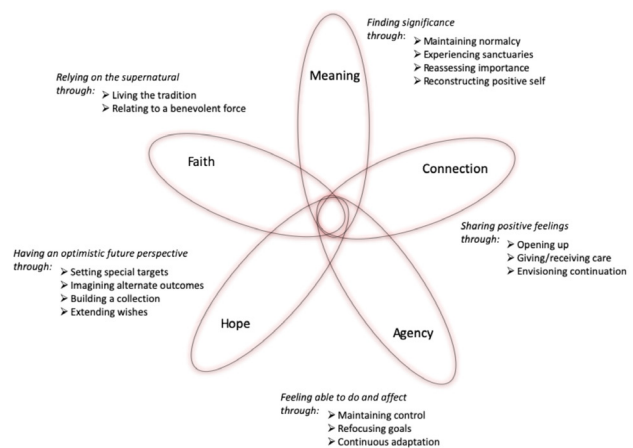 Finding significance
through:
➢ Maintaining normalcy
➢ Experiencing sanctuaries
➢ Reassessing importance
➢ Reconstructing positive self
Meaning
Relying on the supernatural
through:
➢ Living the tradition
➢ Relating to a benevolent force
Faith
Connection
Sharing positive feelings
through:
➢ Opening up
➢ Giving/receiving care
➢ Envisioning continuation
Having an optimistic future perspective
through:
➢ Setting special targets
➢ Imagining alternate outcomes
➢ Building a collection
➢ Extending wishes
Hope
Agency
Feeling able to do and affect
through:
➢ Maintaining control
➢ Refocusing goals
➢ Continuous adaptation